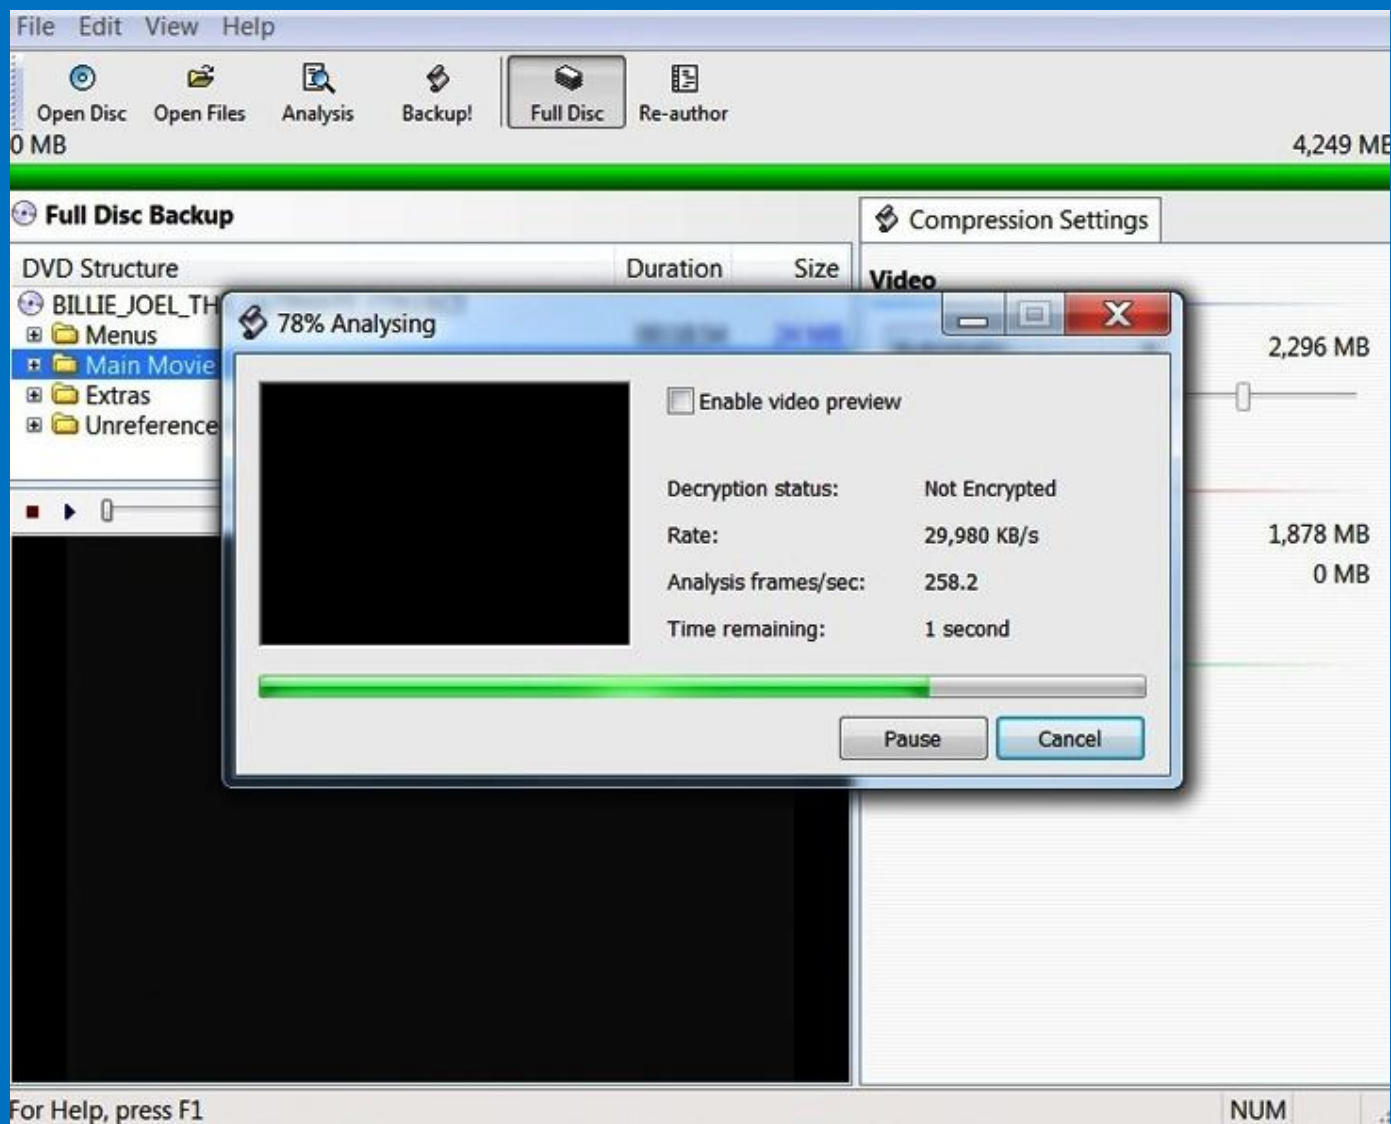 File Edit View Help
Open Disc Open Files Analysis Backup! Full Disc Re-author
0 MB 4,249 MB
Full Disc Backup
Compression Settings
DVD Structure Duration Size
Video
BILLIE_JOEL_TH
78% Analysing
Menus
2,296 MB
Main Movie
Extras
Enable video preview
Unreference
Decryption status: Not Encrypted
Rate: 29,980 KB/s
1,878 MB
0 MB
Analysis frames/sec: 258.2
Time remaining: 1 second
Pause Cancel
For Help, press F1 NUM